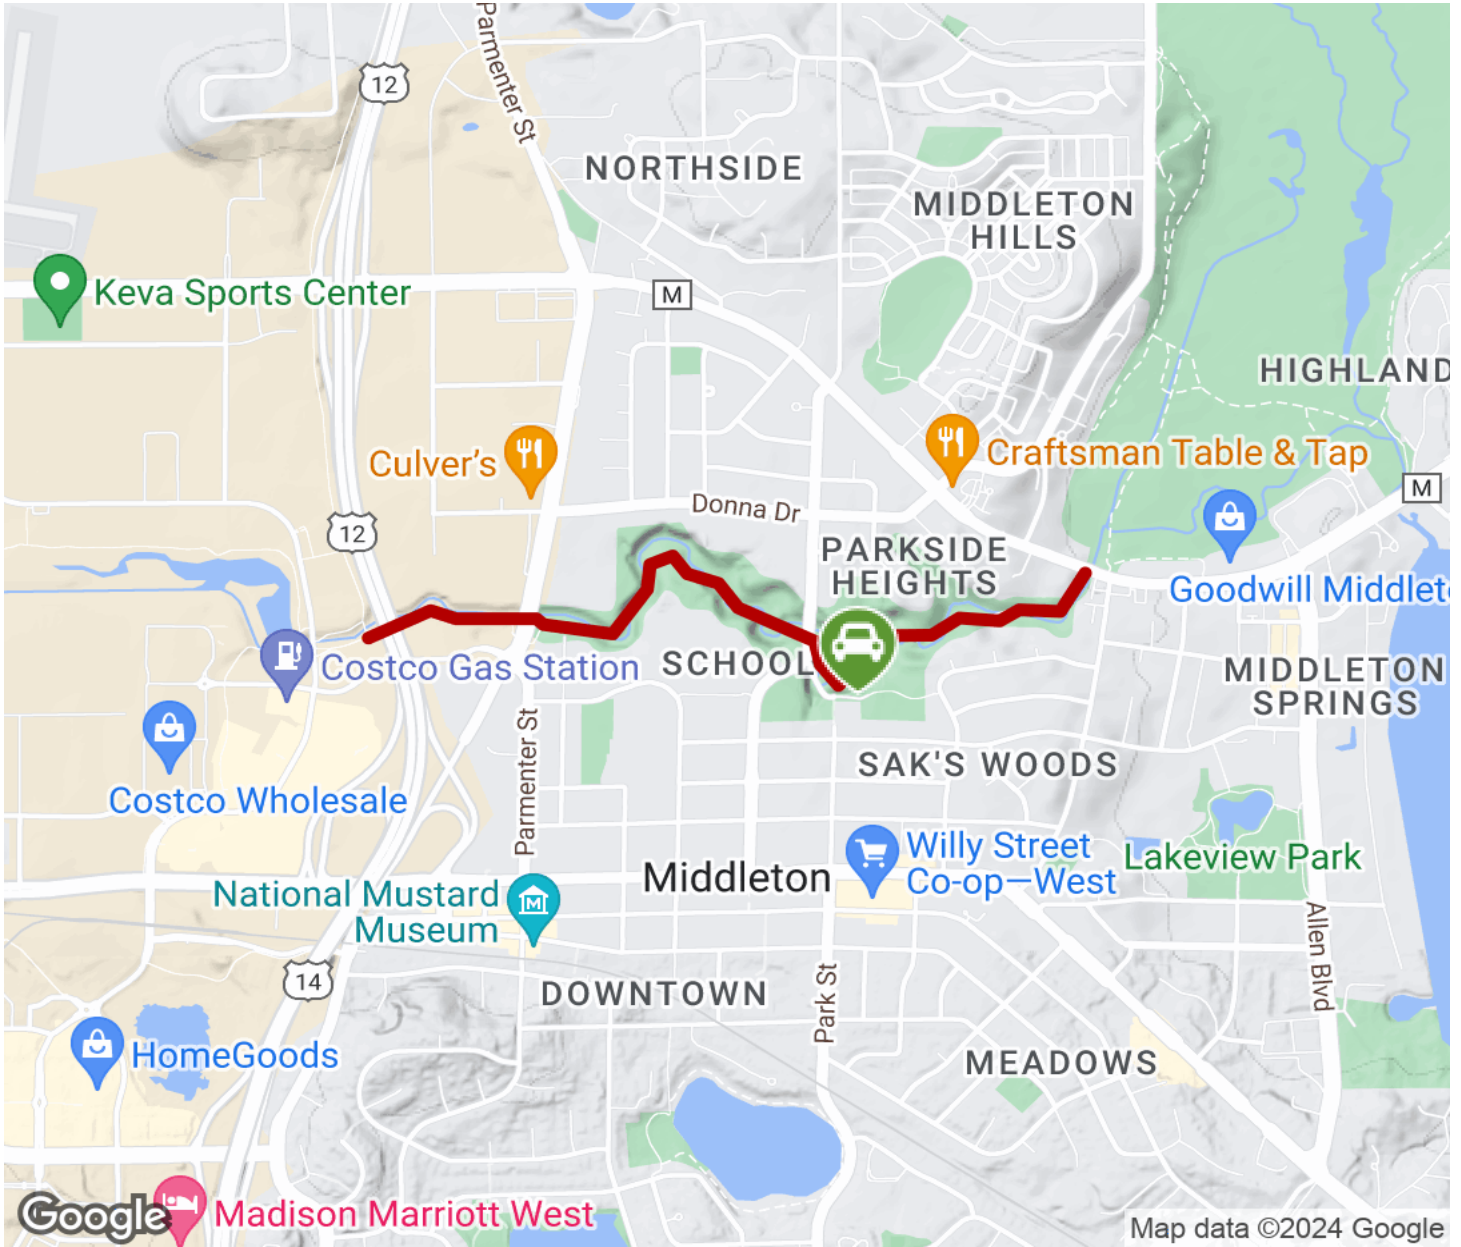 Parmenter St
12
NORTHSIDE
MIDDLETON
HILLS
Keva Sports Center
M
HIGHLAND
Culver's
Craftsman Table & Tap
M
Donna Dr
12
PARKSIDE
HEIGHTS
Goodwill Middlet
Costco Gas Station
SCHOOL
MIDDLETON
SPRINGS
Parmenter St
SAK'S WOODS
Costco Wholesale
Willy Street
Co-op—West
Lakeview Park
Middleton
National Mustard
Museum
M
Allen Blvd
14
DOWNTOWN
Park St
HomeGoods
MEADOWS
Google
Madison Marriott West
Map data ©2024 Google